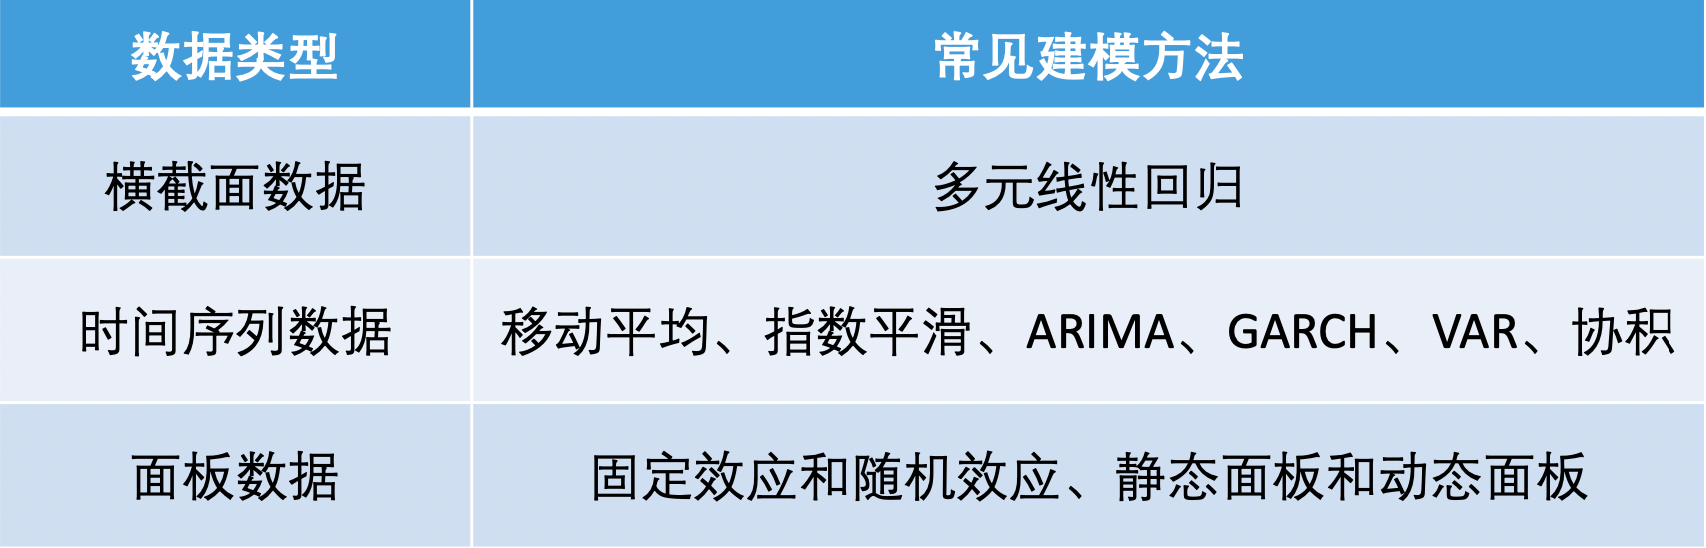 数据类型
常见建模方法
横截面数据
多元线性回归
时间序列数据
移动平均、指数平滑、ARIMA、GARCH、VAR、协积
面板数据
固定效应和随机效应、静态面板和动态面板